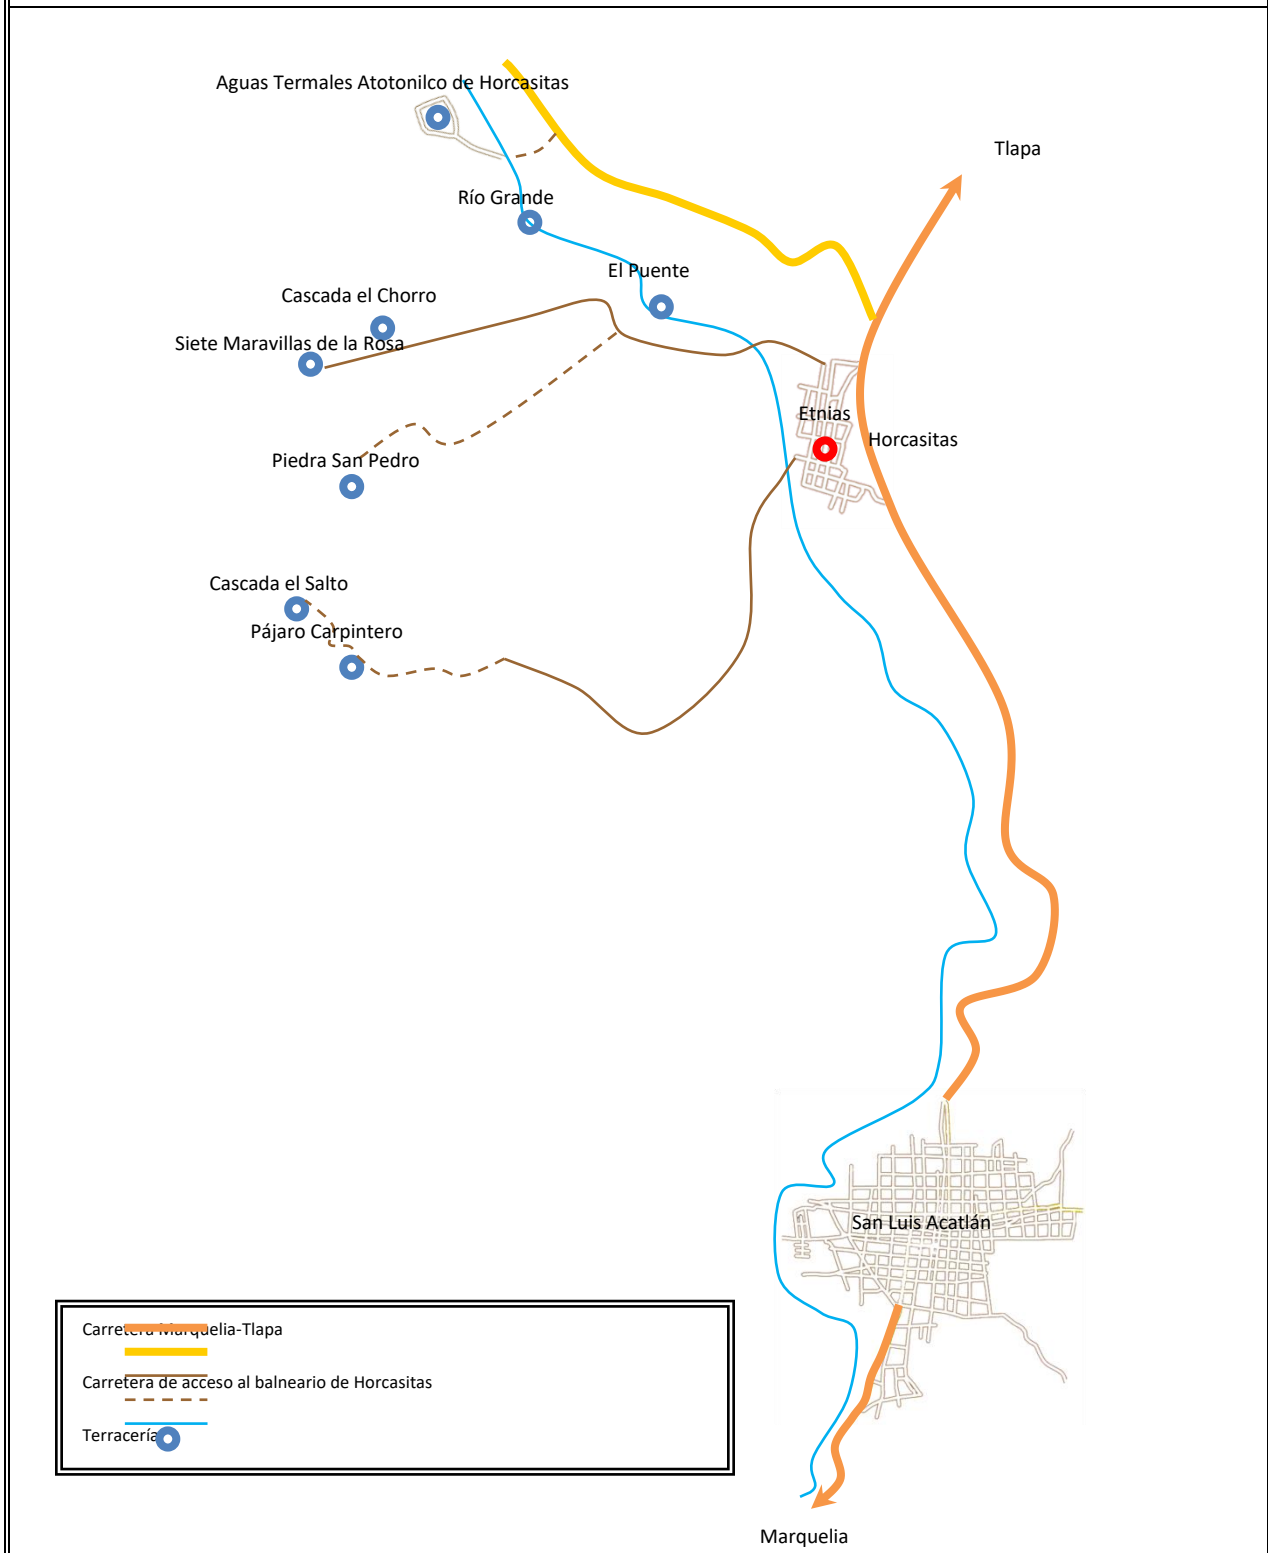 Aguas Termales Atotonilco de Horcasitas
Tlapa
Río Grande
El Puente
Cascada el Chorro
Siete Maravillas de la Rosa
Etnias
Horcasitas
Piedra San Pedro
Cascada el Salto
Pájaro Carpintero
San Luis Acatlán
Carretera Marquelia-Tlapa
Carretera de acceso al balneario de Horcasitas
Terracería
Marquelia